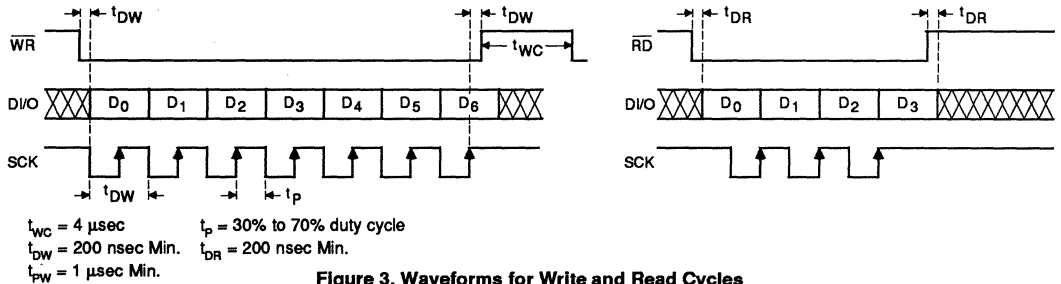 tDW tDW tDR tDR
WR tWC RD
DI/O D0 D1 D2 D3 D4 D5 D6 DI/O D0 D1 D2 D3
SCK SCK
tDW tP
tWC = 4 µsec tP = 30% to 70% duty cycle
tDW = 200 nsec Min. tDR = 200 nsec Min.
tPW = 1 µsec Min.
Figure 3. Waveforms for Write and Read Cycles